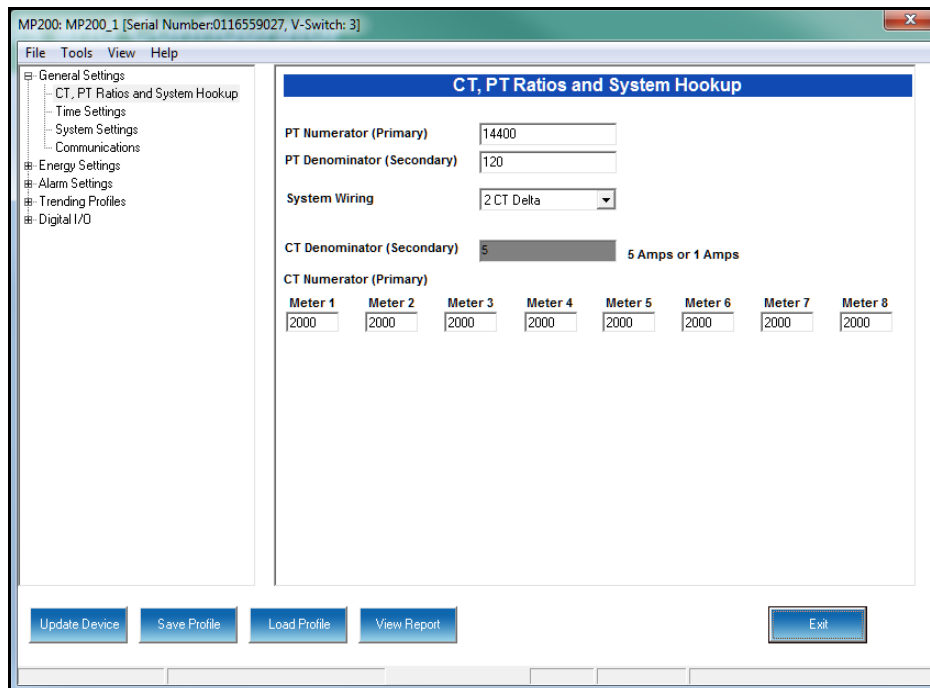 MP200: MP200_1 [Serial Number:0116559027, V-Switch: 3]
X
File Tools View Help
General Settings
CT, PT Ratios and System Hookup
Time Settings
System Settings
Communications
Energy Settings
Alarm Settings
Trending Profiles
Digital I/O
CT, PT Ratios and System Hookup
PT Numerator (Primary) 14400
PT Denominator (Secondary) 120
System Wiring 2 CT Delta
CT Denominator (Secondary) 5 5 Amps or 1 Amps
CT Numerator (Primary)
Meter 1 Meter 2 Meter 3 Meter 4 Meter 5 Meter 6 Meter 7 Meter 8
2000 2000 2000 2000 2000 2000 2000 2000
Update Device Save Profile Load Profile View Report Exit